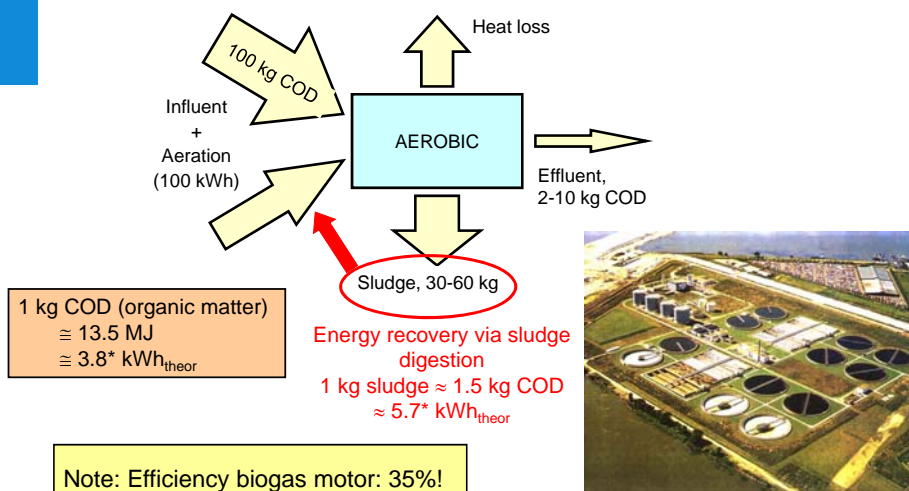 Heat loss
100 kg COD
Influent
+
Aeration
(100 kWh)
AEROBIC
Effluent,
2-10 kg COD
Sludge, 30-60 kg
1 kg COD (organic matter)
≅ 13.5 MJ
≅ 3.8* kWhtheor
Energy recovery via sludge
digestion
1 kg sludge ≈ 1.5 kg COD
≈ 5.7* kWhtheor
Note: Efficiency biogas motor: 35%!